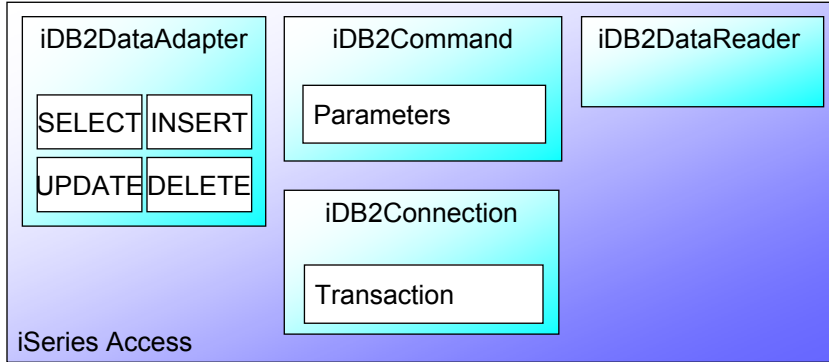 iDB2DataAdapter
SELECT INSERT
UPDATE DELETE
iDB2Command
Parameters
iDB2DataReader
iDB2Connection
Transaction
iSeries Access